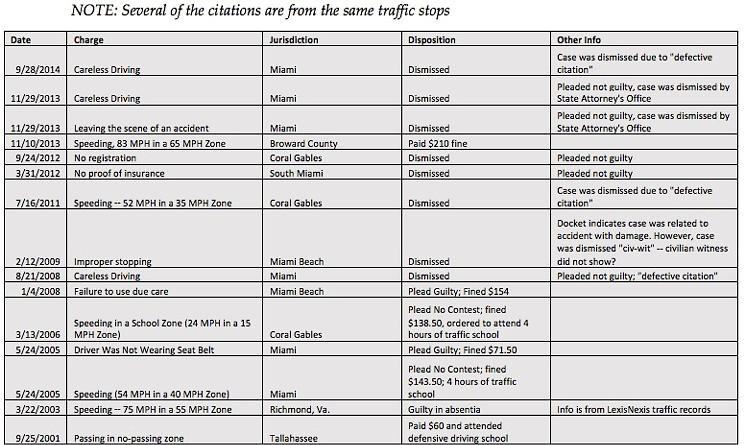 NOTE: Several of the citations are from the same traffic stops
Date Charge Jurisdiction Disposition Other Info
Case was dismissed due to "defective
9/28/2014 Careless Driving Miami Dismissed citation"
Pleaded not guilty, case was dismissed by
11/29/2013 Careless Driving Miami Dismissed State Attorney's Office
Pleaded not guilty, case was dismissed by
11/29/2013 Leaving the scene of an accident Miami Dismissed State Attorney's Office
11/10/2013 Speeding, 83 MPH in a 65 MPH Zone Broward County Paid $210 fine
9/24/2012 No registration Coral Gables Dismissed Pleaded not guilty
3/31/2012 No proof of insurance South Miami Dismissed Pleaded not guilty
Case was dismissed due to "defective
7/16/2011 Speeding -- 52 MPH in a 35 MPH Zone Coral Gables Dismissed citation"
Docket indicates case was related to
accident with damage. However, case
was dismissed "civ-wit" -- civilian witness
2/12/2009 Improper stopping Miami Beach Dismissed did not show?
8/21/2008 Careless Driving Miami Dismissed Pleaded not guilty; "defective citation"
1/4/2008 Failure to use due care Miami Beach Plead Guilty; Fined $154
Plead No Contest; fined
Speeding in a School Zone (24 MPH in a 15 $138.50, ordered to attend 4
3/13/2006 MPH Zone) Coral Gables hours of traffic school
5/24/2005 Driver Was Not Wearing Seat Belt Miami Plead Guilty; Fined $71.50
Plead No Contest; fined
$143.50; 4 hours of traffic
5/24/2005 Speeding (54 MPH in a 40 MPH Zone) Miami school
3/22/2003 Speeding -- 75 MPH in a 55 MPH Zone Richmond, Va. Guilty in absentia Info is from LexisNexis traffic records
Paid $60 and attended
9/25/2001 Passing in no-passing zone Tallahassee defensive driving school